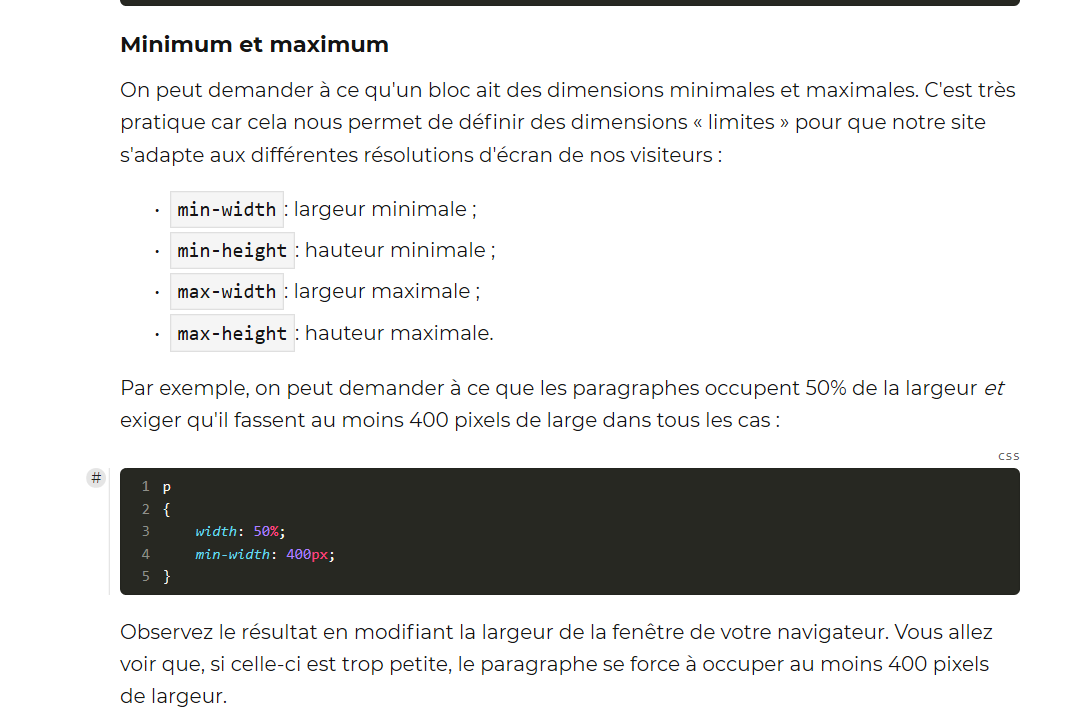 Minimum et maximum
On peut demander à ce qu'un bloc ait des dimensions minimales et maximales. C'est très
pratique car cela nous permet de définir des dimensions « limites » pour que notre site
s'adapte aux différentes résolutions d'écran de nos visiteurs :
• min-width : largeur minimale ;
• min-height : hauteur minimale ;
• max-width : largeur maximale ;
• max-height : hauteur maximale.
Par exemple, on peut demander à ce que les paragraphes occupent 50% de la largeur et
exiger qu'il fassent au moins 400 pixels de large dans tous les cas :
css
#
1 p
2 {
3     width: 50%;
4     min-width: 400px;
5 }
Observez le résultat en modifiant la largeur de la fenêtre de votre navigateur. Vous allez
voir que, si celle-ci est trop petite, le paragraphe se force à occuper au moins 400 pixels
de largeur.